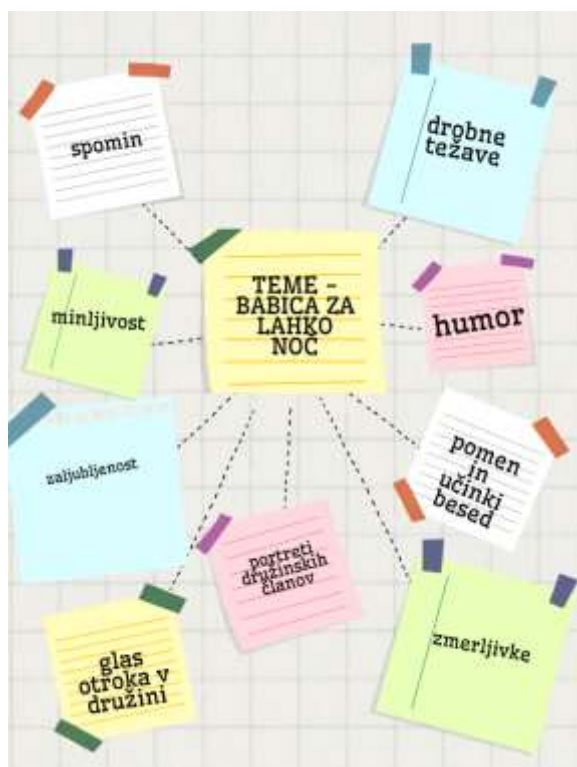 spomin
drobne
težave
TEME -
BABICA ZA
LAHKO
NOČ
minljivost
humor
zaljubljenost
pomen
in
učinki
besed
portreti
družinskih
članov
glas
otroka v
družini
zmerljivke